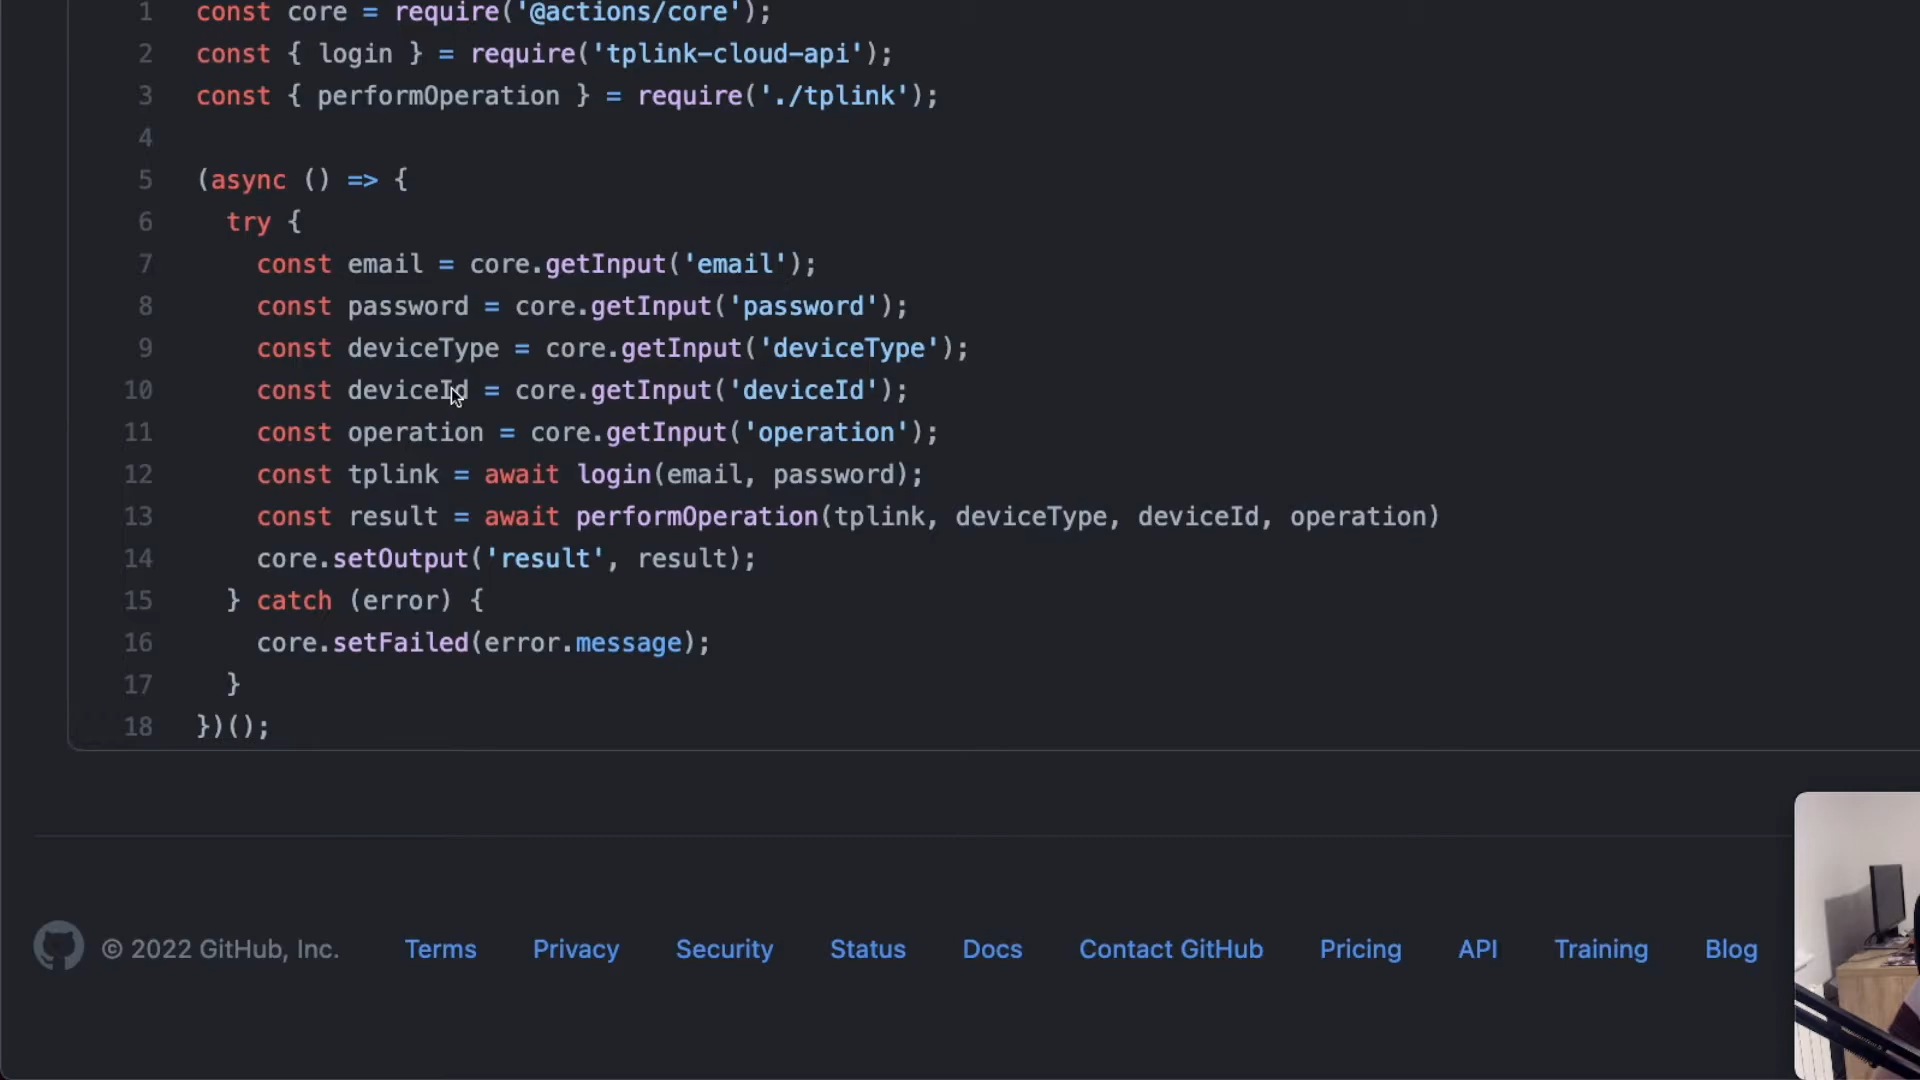 1 const core = require('@actions/core');
2 const { login } = require('tplink-cloud-api');
3 const { performOperation } = require('./tplink');
4
5 (async () => {
6 try {
7 const email = core.getInput('email');
8 const password = core.getInput('password');
9 const deviceType = core.getInput('deviceType');
10 const deviceId = core.getInput('deviceId');
11 const operation = core.getInput('operation');
12 const tplink = await login(email, password);
13 const result = await performOperation(tplink, deviceType, deviceId, operation)
14 core.setOutput('result', result);
15 } catch (error) {
16 core.setFailed(error.message);
17 }
18 })();
© 2022 GitHub, Inc. Terms Privacy Security Status Docs Contact GitHub Pricing API Training Blog